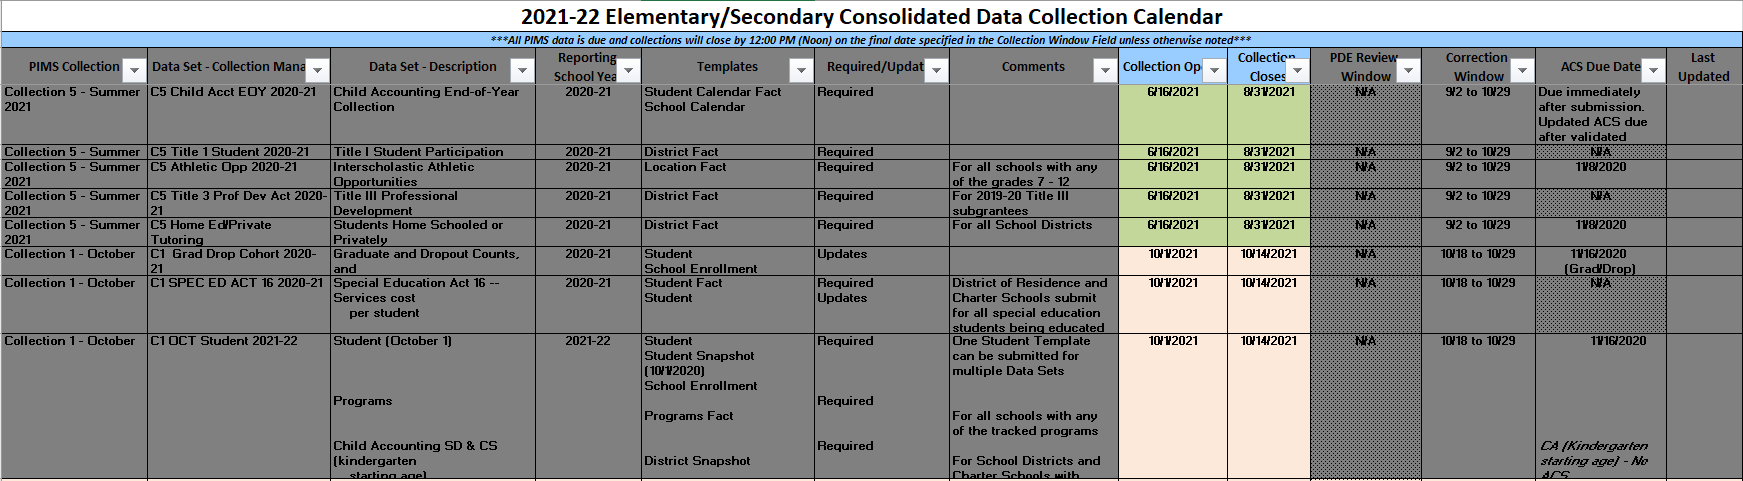 2021-22 Elementary/Secondary Consolidated Data Collection Calendar
***All PIMS data is due and collections will close by 12:00 PM (Noon) on the final date specified in the Collection Window Field unless otherwise noted***
PIMS Collection Data Set - Collection Mana Data Set - Description Reporting School Yea Templates Required/Updat Comments Collection Op Collection Closes PDE Review Window Correction Window ACS Due Date Last Updated
Collection 5 - Summer C5 Child Acct EOY 2020-21 Child Accounting End-of-Year 2020-21 Student Calendar Fact Required 6/16/2021 8/31/2021 N/A 9/2 to 10/29 Due immediately
2021 Collection School Calendar after submission.
Updated ACS due
after validated
Collection 5 - Summer C5 Title 1 Student 2020-21 Title I Student Participation 2020-21 District Fact Required 6/16/2021 8/31/2021 N/A 9/2 to 10/29 N/A
Collection 5 - Summer C5 Athletic Opp 2020-21 Interscholastic Athletic 2020-21 Location Fact Required For all schools with any 6/16/2021 8/31/2021 N/A 9/2 to 10/29 11/8/2020
2021 Opportunities of the grades 7 - 12
Collection 5 - Summer C5 Title 3 Prof Dev Act 2020- Title III Professional 2020-21 District Fact Required For 2019-20 Title III 6/16/2021 8/31/2021 N/A 9/2 to 10/29 N/A
2021 21 Development subgrantees
Collection 5 - Summer C5 Home Ed/Private Students Home Schooled or 2020-21 District Fact Required For all School Districts 6/16/2021 8/31/2021 N/A 9/2 to 10/29 11/8/2020
2021 Tutoring Privately
Collection 1 - October C1 Grad Drop Cohort 2020- Graduate and Dropout Counts, 2020-21 Student Updates 10/1/2021 10/14/2021 N/A 10/18 to 10/29 11/16/2020
21 and School Enrollment (Grad/Drop)
Collection 1 - October C1 SPEC ED ACT 16 2020-21 Special Education Act 16 -- 2020-21 Student Fact Required District of Residence and 10/1/2021 10/14/2021 N/A 10/18 to 10/29 N/A
Services cost Student Updates Charter Schools submit
per student for all special education
students being educated
Collection 1 - October C1 OCT Student 2021-22 Student (October 1) 2021-22 Student Required One Student Template 10/1/2021 10/14/2021 N/A 10/18 to 10/29 11/16/2020
Student Snapshot can be submitted for
(10/1/2020) multiple Data Sets
School Enrollment
Programs Required
Programs Fact For all schools with any
of the tracked programs
Child Accounting SD & CS Required CA (Kindergarten
(kindergarten District Snapshot For School Districts and starting age) - No
starting age) Charter Schools with ACS